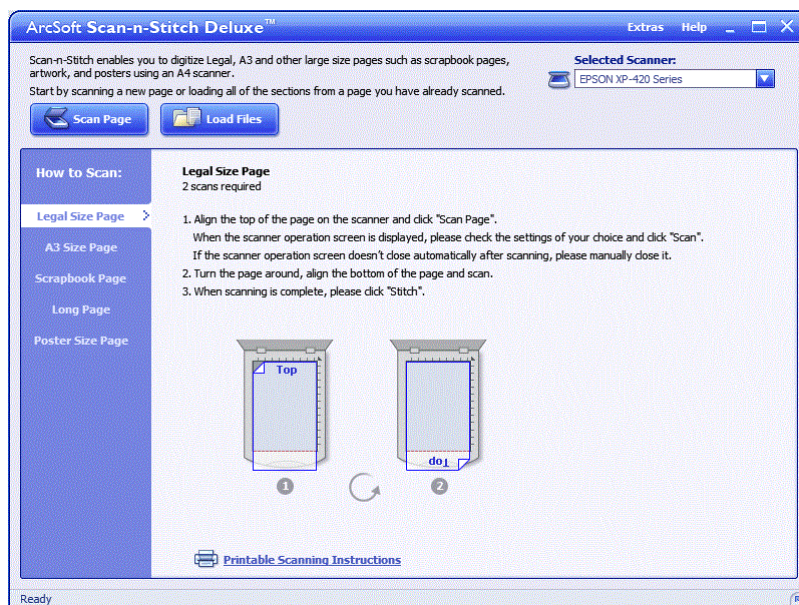 ArcSoft Scan-n-Stitch Deluxe™
Extras Help
Scan-n-Stitch enables you to digitize Legal, A3 and other large size pages such as scrapbook pages,
artwork, and posters using an A4 scanner.
Start by scanning a new page or loading all of the sections from a page you have already scanned.
Selected Scanner:
EPSON XP-420 Series
Scan Page
Load Files
How to Scan:
Legal Size Page
A3 Size Page
Scrapbook Page
Long Page
Poster Size Page
Legal Size Page
2 scans required
1. Align the top of the page on the scanner and click "Scan Page".
When the scanner operation screen is displayed, please check the settings of your choice and click "Scan".
If the scanner operation screen doesn't close automatically after scanning, please manually close it.
2. Turn the page around, align the bottom of the page and scan.
3. When scanning is complete, please click "Stitch".
Top
Top
1
2
Printable Scanning Instructions
Ready